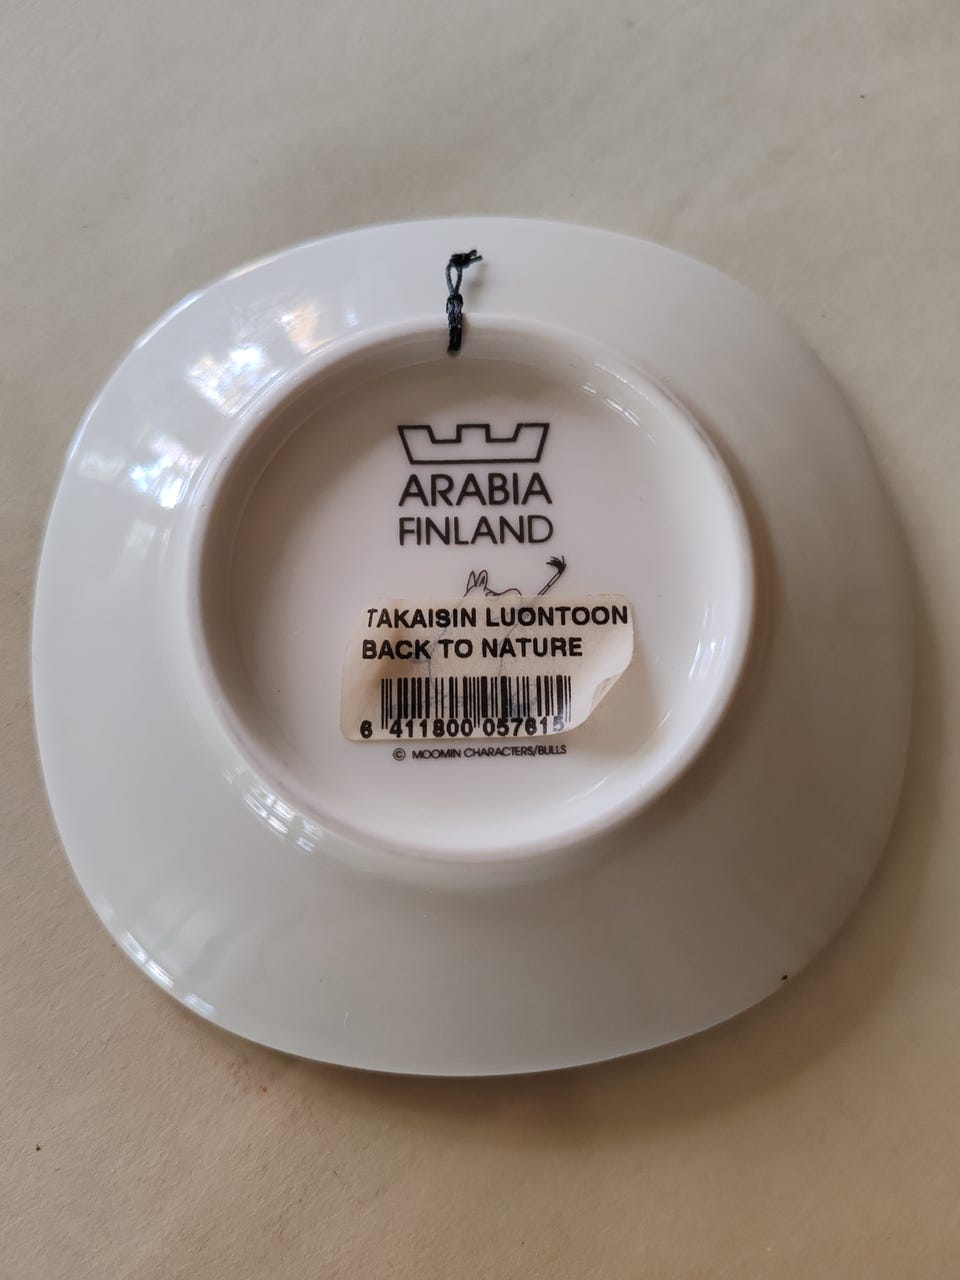 ARABIA
FINLAND
TAKAISIN LUONTOON
BACK TO NATURE
6 411800 057615
© MOOMIN CHARACTERS/BULLS